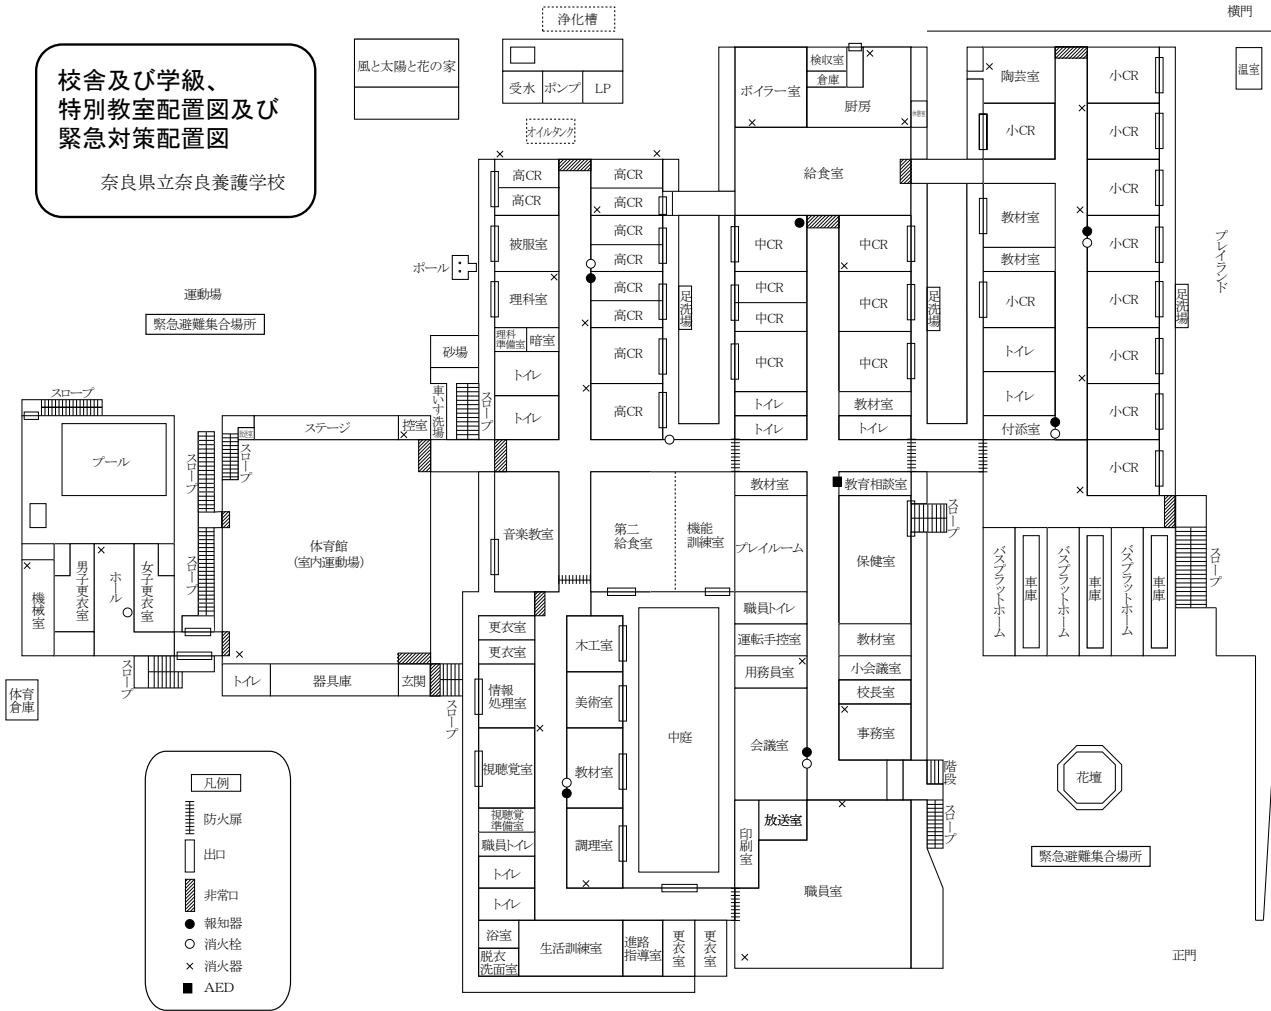 校舎及び学級、
特別教室配置図及び
緊急対策配置図
奈良県立奈良養護学校
浄化槽
横門
風と太陽と花の家
受水
ポンプ
LP
オイルタンク
ボイラー室
検収室
倉庫
厨房
給食室
陶芸室
小CR
温室
小CR
小CR
小CR
小CR
小CR
小CR
小CR
小CR
小CR
教材室
教材室
トイレ
トイレ
付添室
プレイランド
足洗場
高CR
高CR
被服室
理科室
理科
準備室
暗室
トイレ
トイレ
高CR
高CR
高CR
高CR
高CR
高CR
高CR
高CR
足洗場
中CR
中CR
中CR
中CR
トイレ
トイレ
中CR
中CR
中CR
教材室
トイレ
足洗場
ポール
運動場
緊急避難集合場所
砂場
車いす洗場
スロープ
スロープ
プール
スロープ
スロープ
スロープ
ステージ
控室
体育館
(室内運動場)
機械室
男子更衣室
ホール
女子更衣室
スロープ
体育
倉庫
トイレ
器具庫
玄関
スロープ
音楽教室
第二
給食室
機能
訓練室
教材室
プレイルーム
職員トイレ
運転手控室
用務員室
会議室
放送室
印刷室
職員室
教育相談室
保健室
教材室
小会議室
校長室
事務室
スロープ
階段
スロープ
バスプラットホーム
車庫
バスプラットホーム
車庫
バスプラットホーム
車庫
スロープ
更衣室
更衣室
情報
処理室
視聴覚室
視聴覚
準備室
職員トイレ
トイレ
トイレ
木工室
美術室
教材室
調理室
中庭
浴室
脱衣
洗面室
生活訓練室
進路
指導室
更衣室
更衣室
花壇
緊急避難集合場所
正門
凡例
防火扉
出口
非常口
報知器
消火栓
消火器
AED